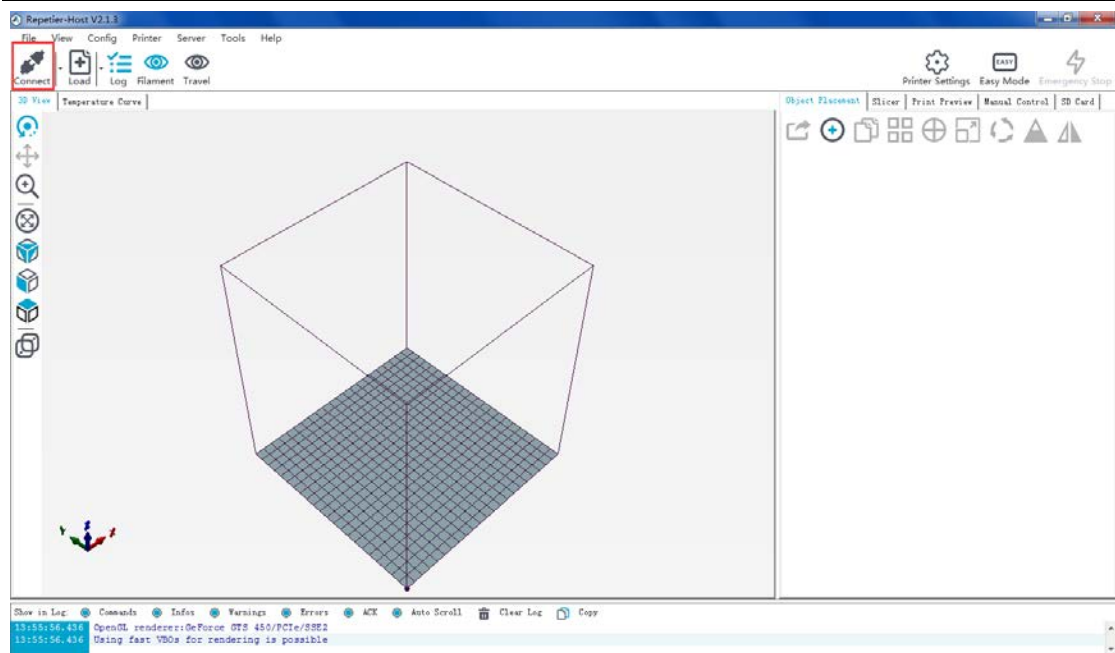 Repetier-Host V2.1.3
File View Config Printer Server Tools Help
Connect Load Log Filament Travel Printer Settings Easy Mode Emergency Stop
EASY
3D View Temperature Curve Object Placement Slicer Print Preview Manual Control SD Card
Y Z X
Show in Log: Commands Infos Warnings Errors ACK Auto Scroll Clear Log Copy
13:55:56.436 OpenGL renderer:GeForce GTS 450/PCIe/SSE2
13:55:56.436 Using fast VBOs for rendering is possible